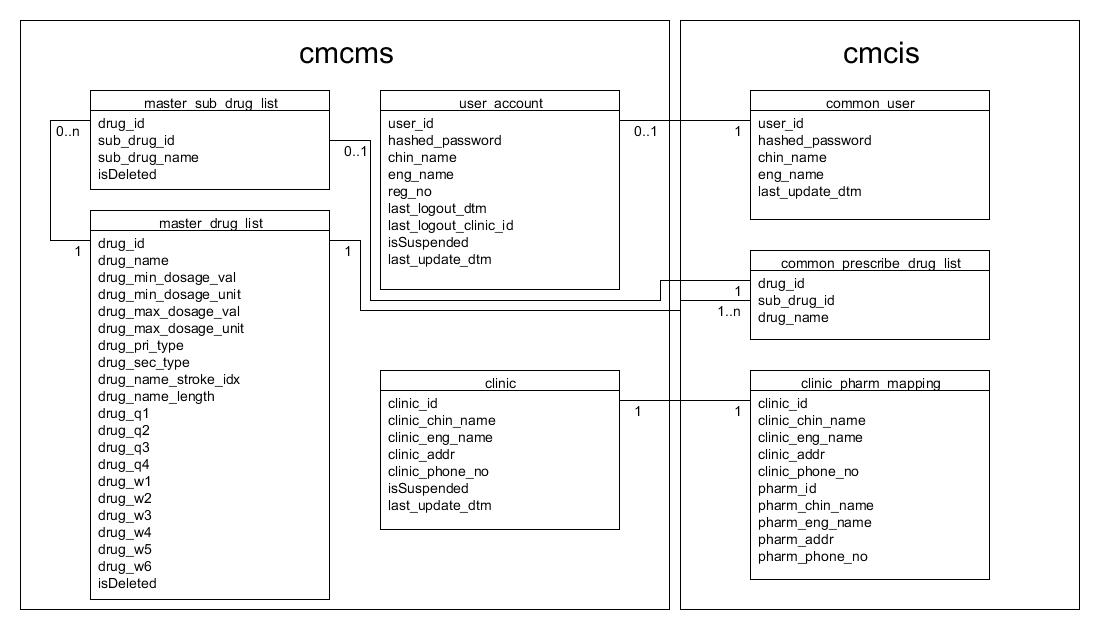 cmcms
master_sub_drug_list
0..n
drug_id
sub_drug_id
sub_drug_name
isDeleted
0..1
master_drug_list
1
drug_id
drug_name
drug_min_dosage_val
drug_min_dosage_unit
drug_max_dosage_val
drug_max_dosage_unit
drug_pri_type
drug_sec_type
drug_name_stroke_idx
drug_name_length
drug_q1
drug_q2
drug_q3
drug_q4
drug_w1
drug_w2
drug_w3
drug_w4
drug_w5
drug_w6
isDeleted
1
user_account
user_id
hashed_password
chin_name
eng_name
reg_no
last_logout_dtm
last_logout_clinic_id
isSuspended
last_update_dtm
0..1
clinic
clinic_id
clinic_chin_name
clinic_eng_name
clinic_addr
clinic_phone_no
isSuspended
last_update_dtm
1
cmcis
common_user
1
user_id
hashed_password
chin_name
eng_name
last_update_dtm
common_prescribe_drug_list
1
1..n
drug_id
sub_drug_id
drug_name
clinic_pharm_mapping
1
clinic_id
clinic_chin_name
clinic_eng_name
clinic_addr
clinic_phone_no
pharm_id
pharm_chin_name
pharm_eng_name
pharm_addr
pharm_phone_no